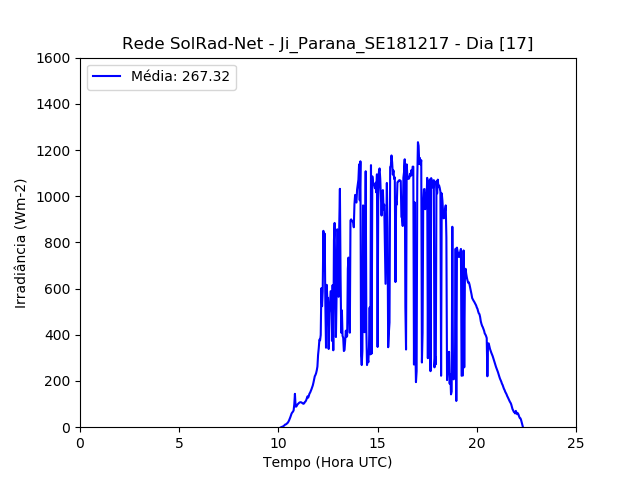 Rede SolRad-Net - Ji_Parana_SE181217 - Dia [17]
Média: 267.32
1600
1400
1200
1000
800
600
400
200
0
Irradiância (Wm-2)
0 5 10 15 20 25
Tempo (Hora UTC)